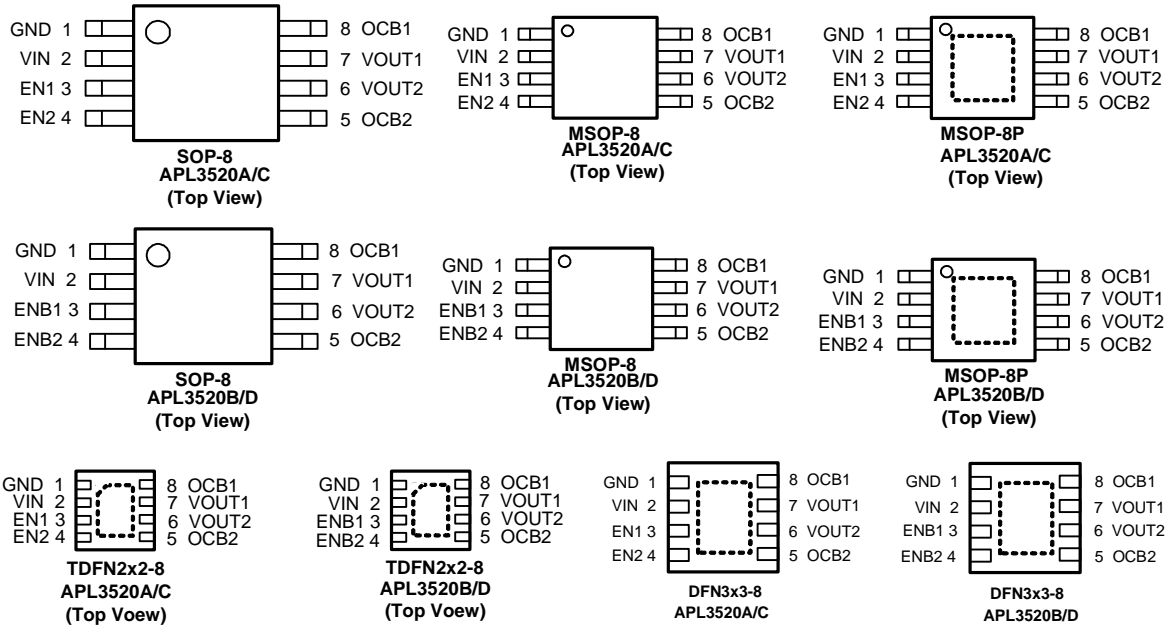 GND 1
VIN 2
EN1 3
EN2 4
8 OCB1
7 VOUT1
6 VOUT2
5 OCB2
SOP-8
APL3520A/C
(Top View)
GND 1
VIN 2
EN1 3
EN2 4
8 OCB1
7 VOUT1
6 VOUT2
5 OCB2
MSOP-8
APL3520A/C
(Top View)
GND 1
VIN 2
EN1 3
EN2 4
8 OCB1
7 VOUT1
6 VOUT2
5 OCB2
MSOP-8P
APL3520A/C
(Top View)
GND 1
VIN 2
ENB1 3
ENB2 4
8 OCB1
7 VOUT1
6 VOUT2
5 OCB2
SOP-8
APL3520B/D
(Top View)
GND 1
VIN 2
ENB1 3
ENB2 4
8 OCB1
7 VOUT1
6 VOUT2
5 OCB2
MSOP-8
APL3520B/D
(Top View)
GND 1
VIN 2
ENB1 3
ENB2 4
8 OCB1
7 VOUT1
6 VOUT2
5 OCB2
MSOP-8P
APL3520B/D
(Top View)
GND 1
VIN 2
EN1 3
EN2 4
8 OCB1
7 VOUT1
6 VOUT2
5 OCB2
TDFN2x2-8
APL3520A/C
(Top Voew)
GND 1
VIN 2
ENB1 3
ENB2 4
8 OCB1
7 VOUT1
6 VOUT2
5 OCB2
TDFN2x2-8
APL3520B/D
(Top Voew)
GND 1
VIN 2
EN1 3
EN2 4
8 OCB1
7 VOUT1
6 VOUT2
5 OCB2
DFN3x3-8
APL3520A/C
GND 1
VIN 2
ENB1 3
ENB2 4
8 OCB1
7 VOUT1
6 VOUT2
5 OCB2
DFN3x3-8
APL3520B/D